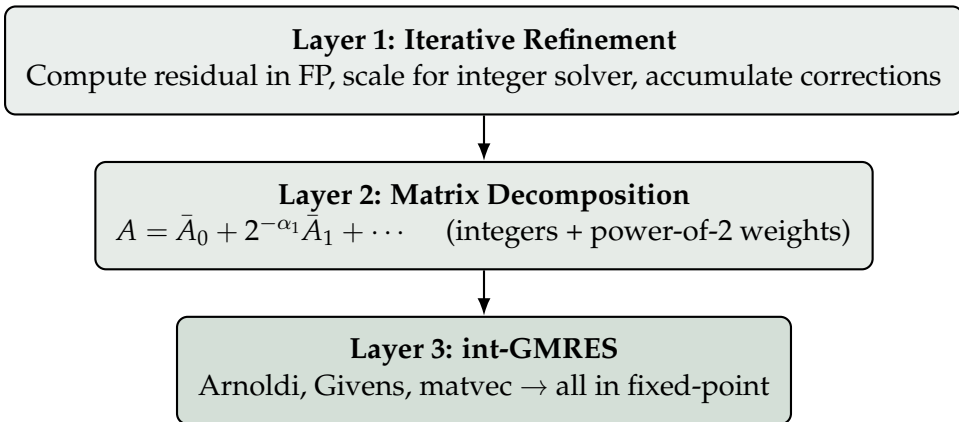 Layer 1: Iterative Refinement
Compute residual in FP, scale for integer solver, accumulate corrections
Layer 2: Matrix Decomposition
A = Ā₀ + 2^{−α₁}Ā₁ + ⋯ (integers + power-of-2 weights)
Layer 3: int-GMRES
Arnoldi, Givens, matvec → all in fixed-point